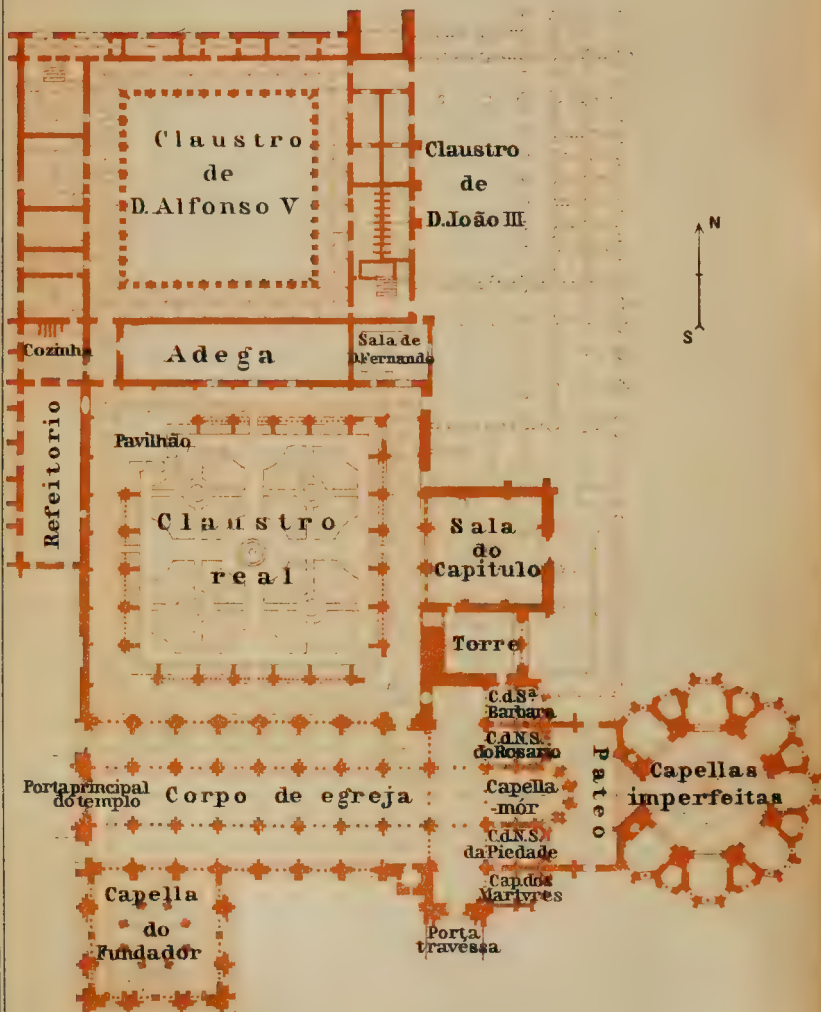 Claustro
de
D. Alfonso V
Claustro
de
D. João III
N
S
Cozinha
Adega
Sala de
D. Fernando
Refeitorio
Pavilhão
Claustro
real
Sala
do
Capitulo
Torre
C.d.Sª
Barbara
C.d.N.S.
do Rosario
Capella
-mór
C.d.N.S.
da Piedade
Cap. dos
Martyres
Pateo
Capellas
imperfeitas
Porta principal
do templo
Corpo de egreja
Capella
do
Fundador
Porta
travessa